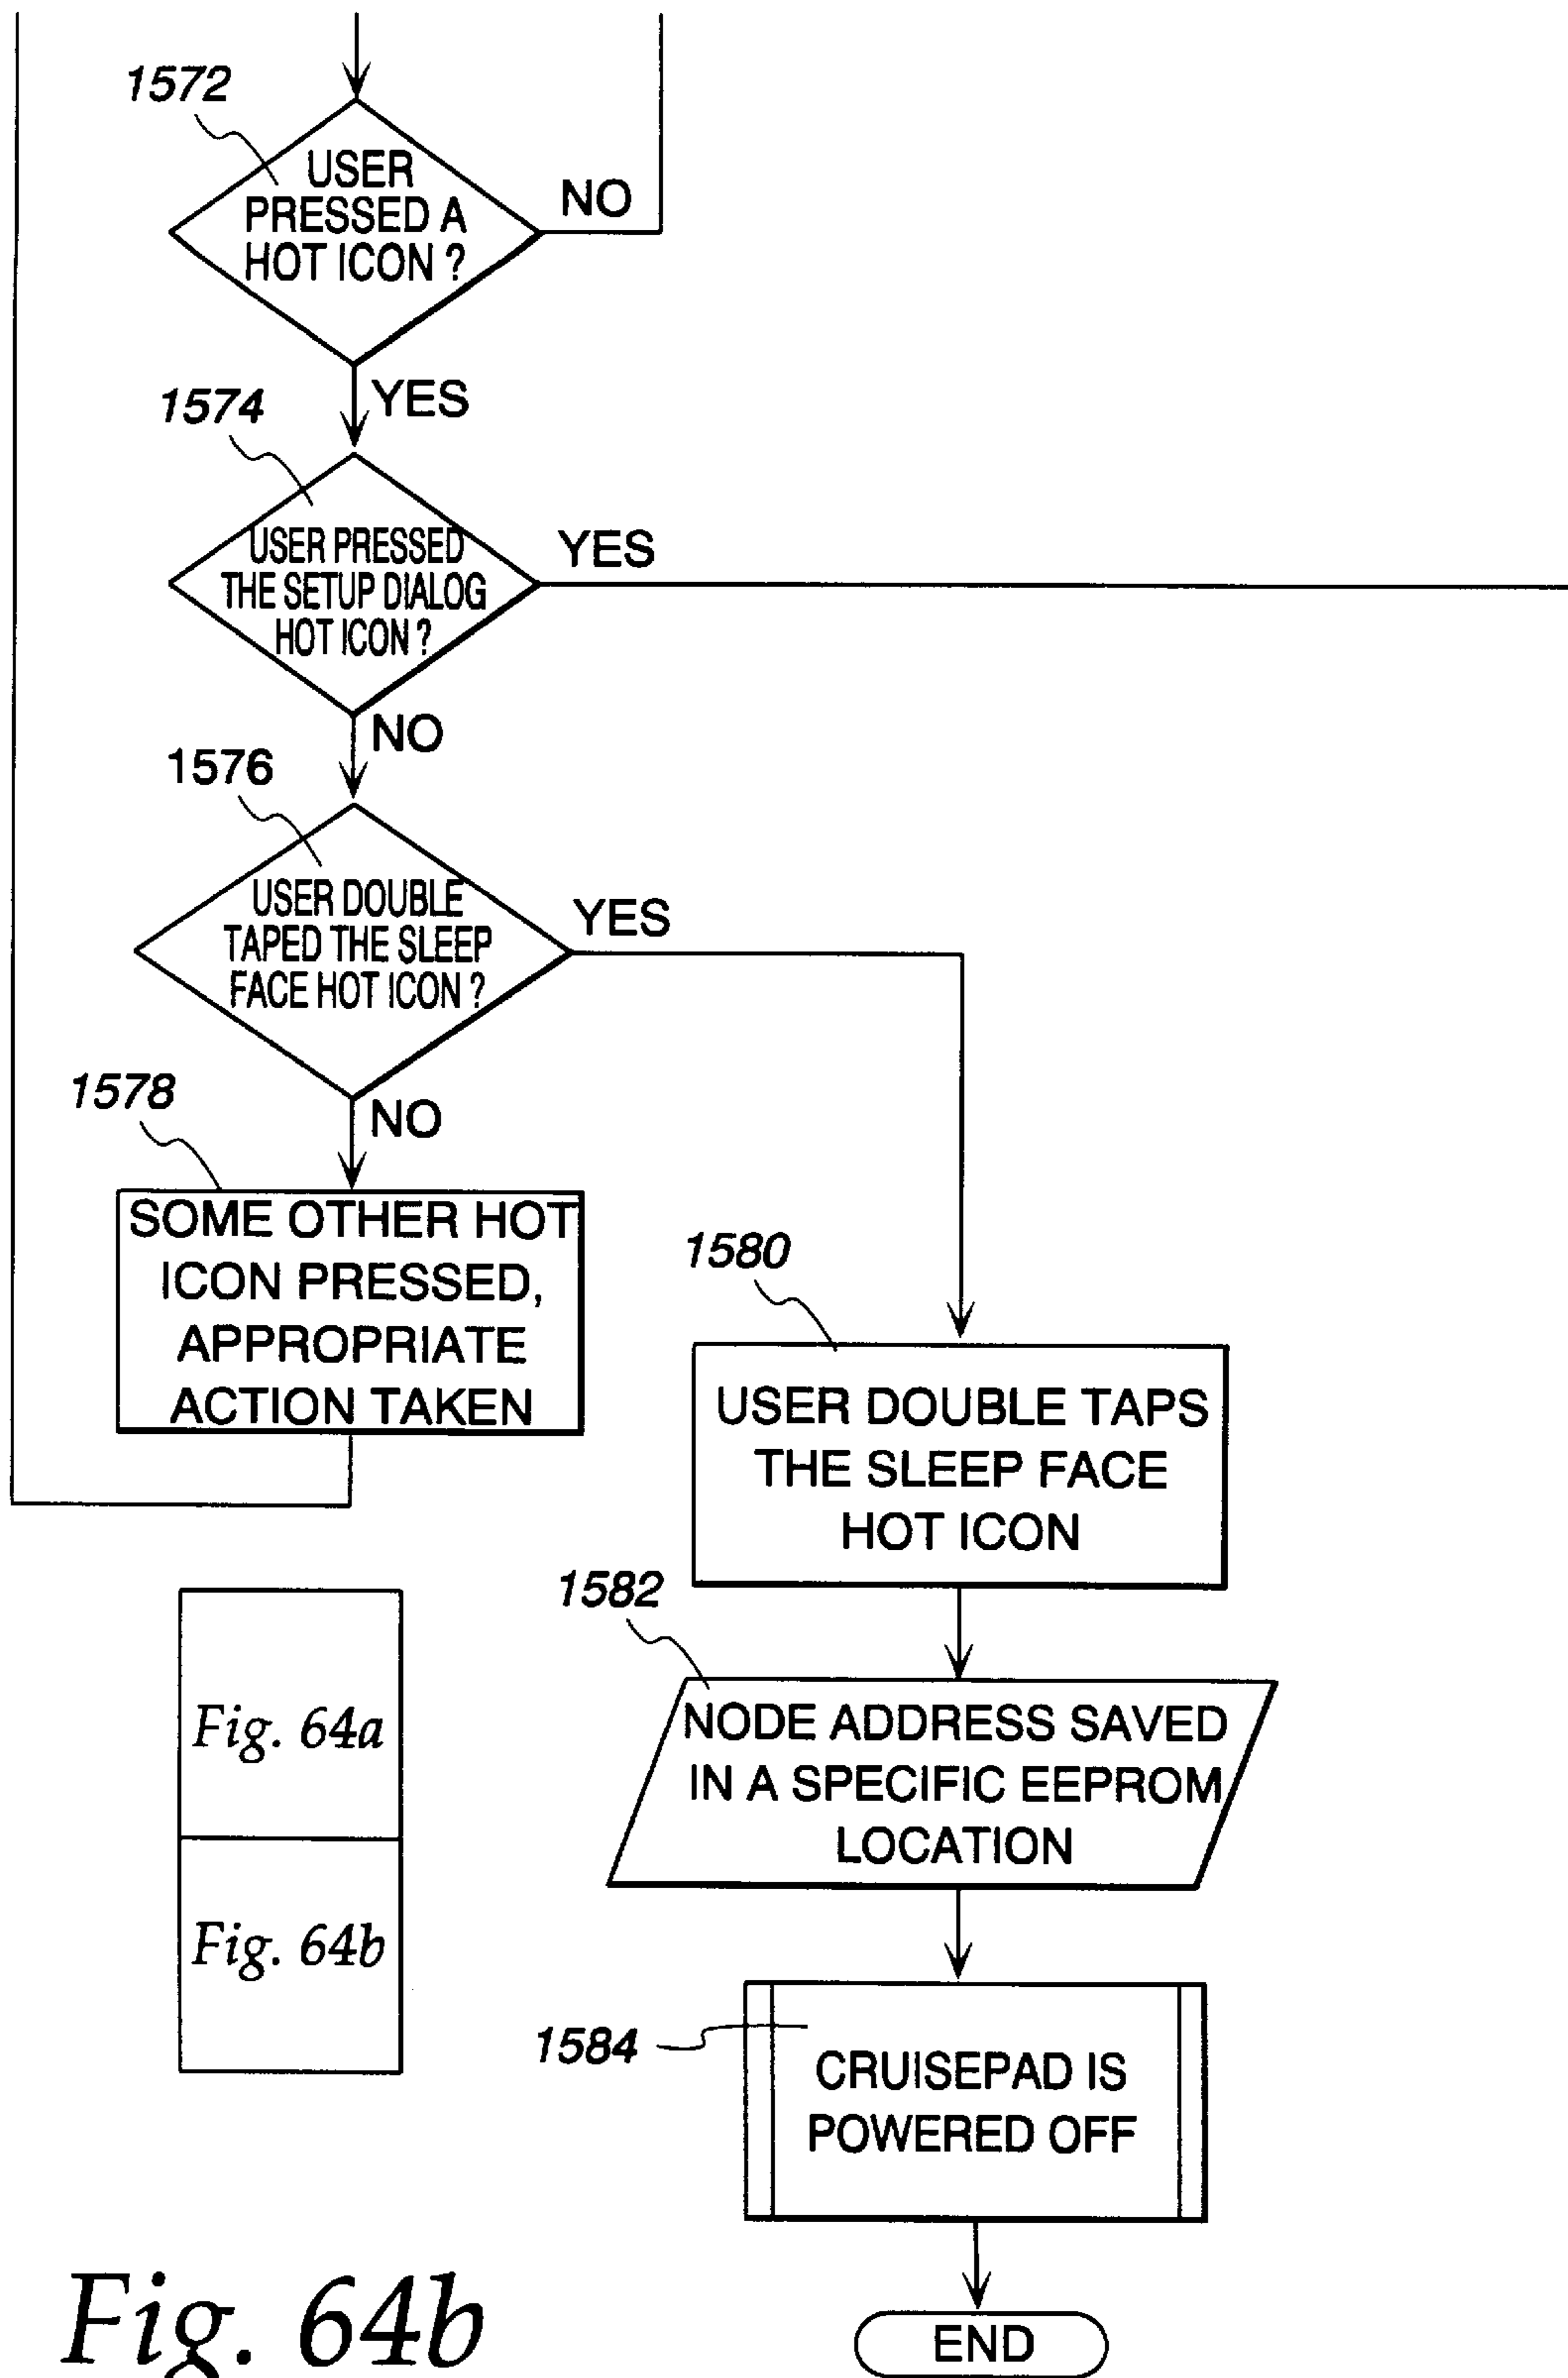 1572
USER
PRESSED A
HOT ICON ?
NO
YES
1574
USER PRESSED
THE SETUP DIALOG
HOT ICON ?
YES
NO
1576
USER DOUBLE
TAPED THE SLEEP
FACE HOT ICON ?
YES
NO
1578
SOME OTHER HOT
ICON PRESSED,
APPROPRIATE
ACTION TAKEN
1580
USER DOUBLE TAPS
THE SLEEP FACE
HOT ICON
1582
NODE ADDRESS SAVED
IN A SPECIFIC EEPROM
LOCATION
Fig. 64a
Fig. 64b
1584
CRUISEPAD IS
POWERED OFF
END
Fig. 64b